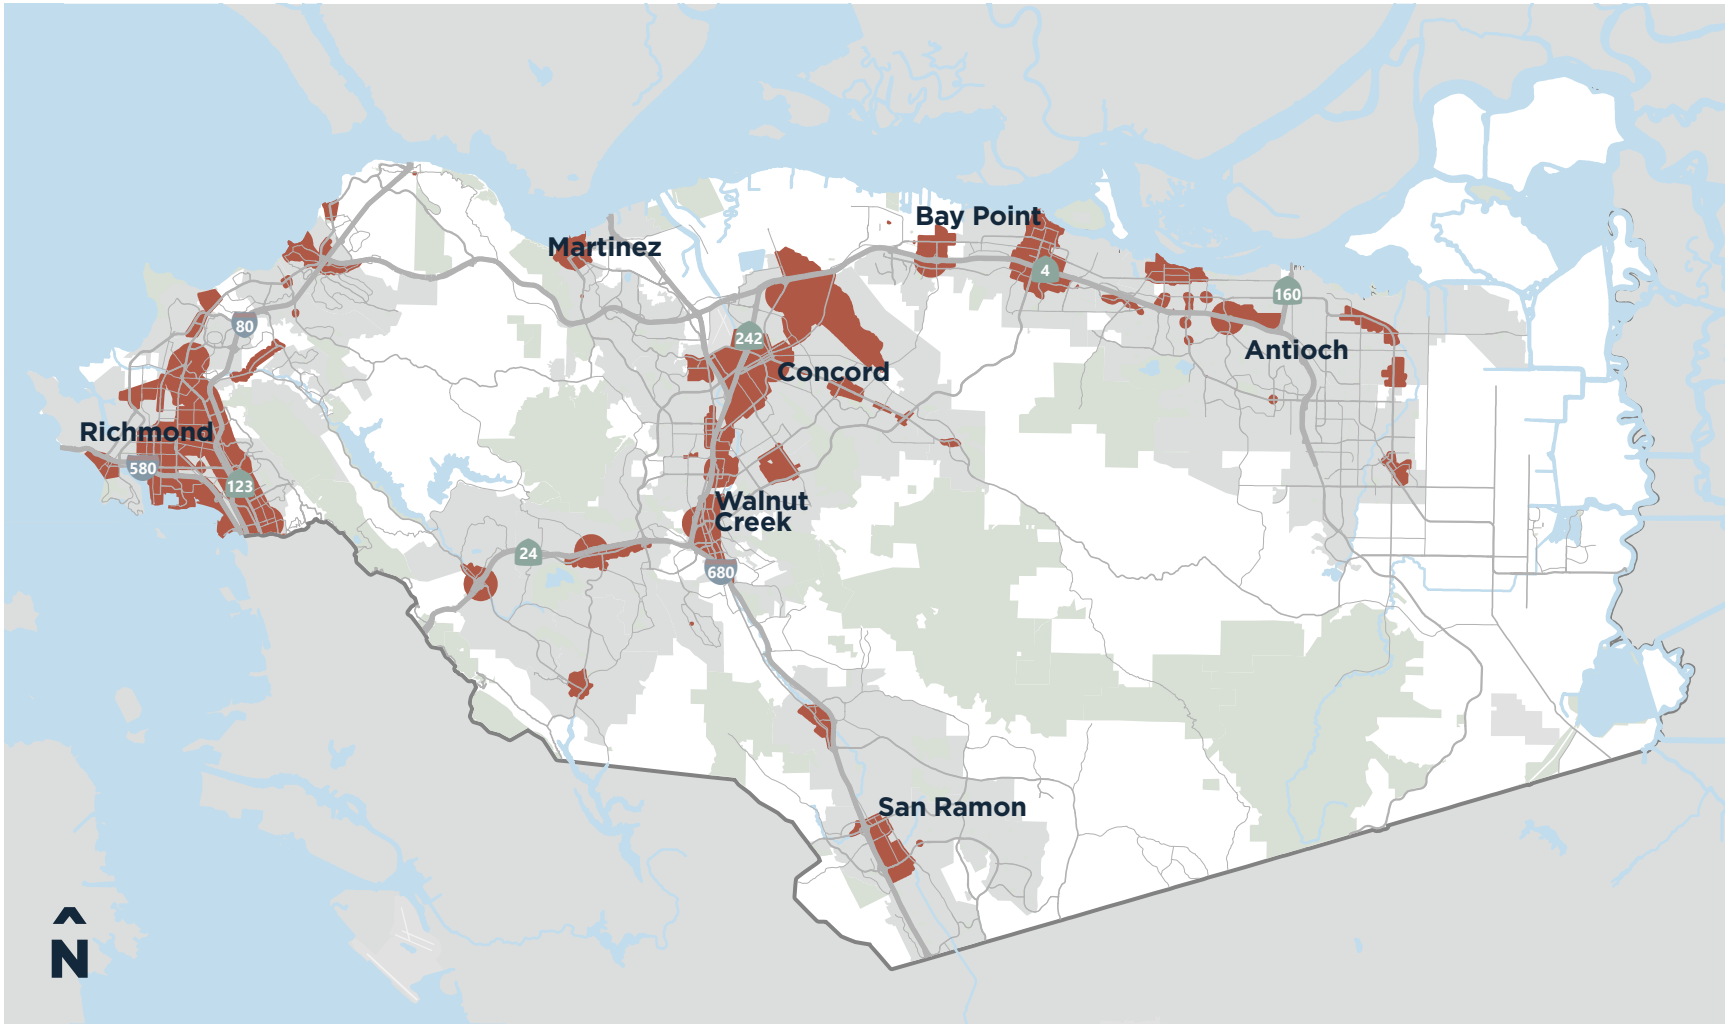 Bay Point
Martinez
4
160
80
242
Antioch
Concord
Richmond
580
123
Walnut
Creek
24
680
San Ramon
N